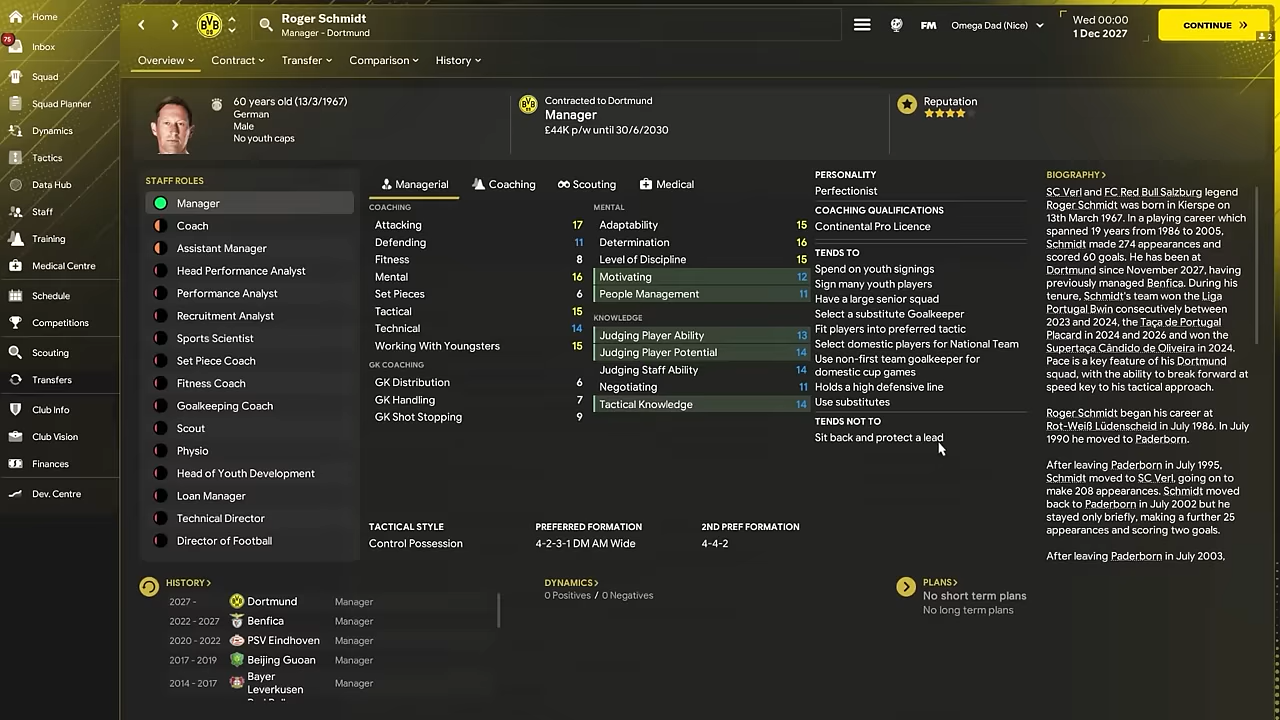 Home
75
Inbox
Squad
Squad Planner
Dynamics
Tactics
Data Hub
Staff
Training
Medical Centre
Schedule
Competitions
Scouting
Transfers
Club Info
Club Vision
Finances
Dev. Centre
BVB
09
Roger Schmidt
Manager - Dortmund
FM
Omega Dad (Nice)
Wed 00:00
1 Dec 2027
CONTINUE
2
Overview
Contract
Transfer
Comparison
History
60 years old (13/3/1967)
German
Male
No youth caps
Contracted to Dortmund
Manager
£44K p/w until 30/6/2030
Reputation
STAFF ROLES
Manager
Coach
Assistant Manager
Head Performance Analyst
Performance Analyst
Recruitment Analyst
Sports Scientist
Set Piece Coach
Fitness Coach
Goalkeeping Coach
Scout
Physio
Head of Youth Development
Loan Manager
Technical Director
Director of Football
Managerial
Coaching
Scouting
Medical
COACHING
Attacking 17
Defending 11
Fitness 8
Mental 16
Set Pieces 6
Tactical 15
Technical 14
Working With Youngsters 15
GK COACHING
GK Distribution 6
GK Handling 7
GK Shot Stopping 9
MENTAL
Adaptability 15
Determination 16
Level of Discipline 15
Motivating 12
People Management 11
KNOWLEDGE
Judging Player Ability 13
Judging Player Potential 14
Judging Staff Ability 14
Negotiating 11
Tactical Knowledge 14
TACTICAL STYLE
Control Possession
PREFERRED FORMATION
4-2-3-1 DM AM Wide
2ND PREF FORMATION
4-4-2
PERSONALITY
Perfectionist
COACHING QUALIFICATIONS
Continental Pro Licence
TENDS TO
Spend on youth signings
Sign many youth players
Have a large senior squad
Select a substitute Goalkeeper
Fit players into preferred tactic
Select domestic players for National Team
Use non-first team goalkeeper for
domestic cup games
Holds a high defensive line
Use substitutes
TENDS NOT TO
Sit back and protect a lead
BIOGRAPHY
SC Verl and FC Red Bull Salzburg legend
Roger Schmidt was born in Kierspe on
13th March 1967. In a playing career which
spanned 19 years from 1986 to 2005,
Schmidt made 274 appearances and
scored 60 goals. He has been at
Dortmund since November 2027, having
previously managed Benfica. During his
tenure, Schmidt's team won the Liga
Portugal Bwin consecutively between
2023 and 2024, the Taça de Portugal
Placard in 2024 and 2026 and won the
Supertaça Cândido de Oliveira in 2024.
Pace is a key feature of his Dortmund
squad, with the ability to break forward at
speed key to his tactical approach.
Roger Schmidt began his career at
Rot-Weiß Lüdenscheid in July 1986. In July
1990 he moved to Paderborn.
After leaving Paderborn in July 1995,
Schmidt moved to SC Verl, going on to
make 208 appearances. Schmidt moved
back to Paderborn in July 2002 but he
stayed only briefly, making a further 25
appearances and scoring two goals.
After leaving Paderborn in July 2003,
HISTORY
2027 - Dortmund Manager
2022 - 2027 Benfica Manager
2020 - 2022 PSV Eindhoven Manager
2017 - 2019 Beijing Guoan Manager
2014 - 2017 Bayer Leverkusen Manager
DYNAMICS
0 Positives / 0 Negatives
PLANS
No short term plans
No long term plans